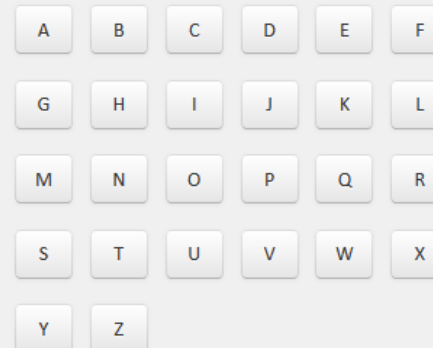 A B C D E F
G H I J K L
M N O P Q R
S T U V W X
Y Z